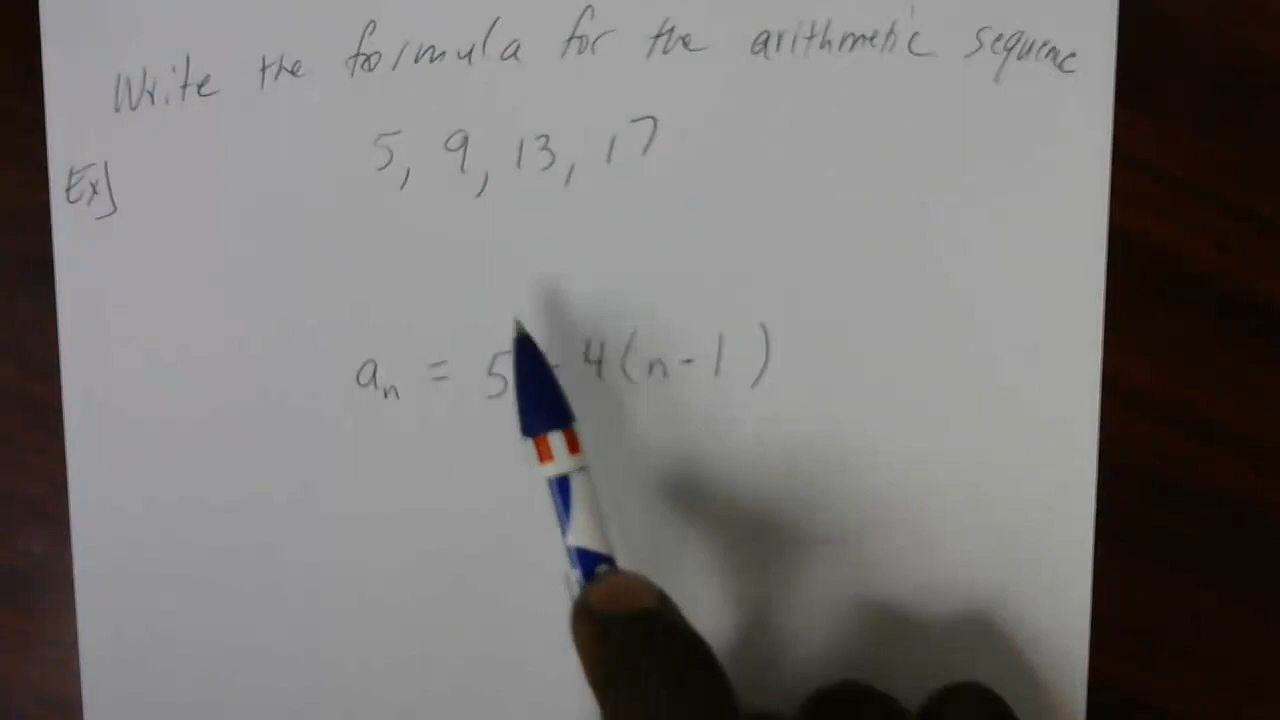 Write the formula for the arithmetic sequenc
Ex] 5, 9, 13, 17
aₙ = 5 + 4(n-1)